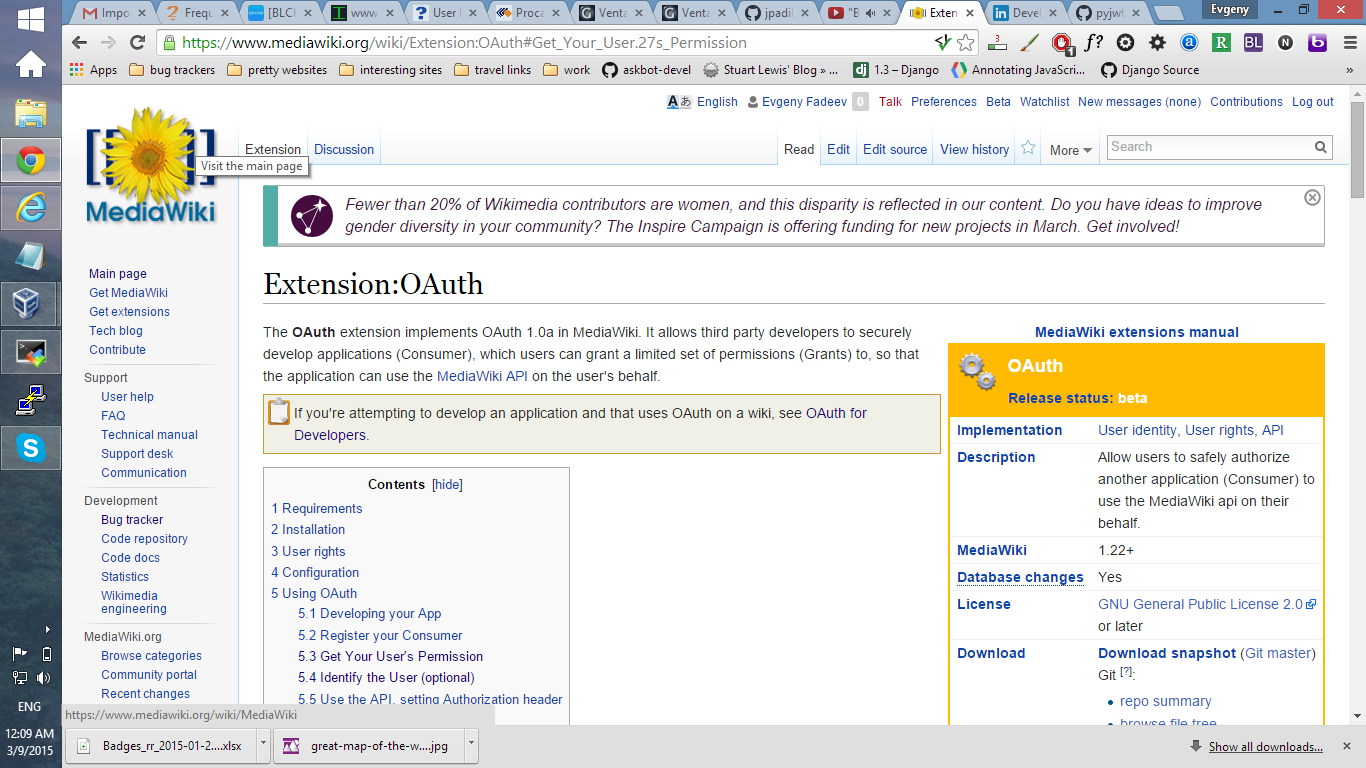 Impo
Frequ
[BLCI
www
User I
Proca
Venta
Venta
jpadil
"B
Exten
Devel
pyjwt
Evgeny
https://www.mediawiki.org/wiki/Extension:OAuth#Get_Your_User.27s_Permission
Apps
bug trackers
pretty websites
interesting sites
travel links
work
askbot-devel
Stuart Lewis' Blog » ...
1.3 – Django
Annotating JavaScri...
Django Source
»
English
Evgeny Fadeev
0
Talk
Preferences
Beta
Watchlist
New messages (none)
Contributions
Log out
Extension
Discussion
Read
Edit
Edit source
View history
More
Search
Visit the main page
MediaWiki
Fewer than 20% of Wikimedia contributors are women, and this disparity is reflected in our content. Do you have ideas to improve
gender diversity in your community? The Inspire Campaign is offering funding for new projects in March. Get involved!
Main page
Get MediaWiki
Get extensions
Tech blog
Contribute
Support
User help
FAQ
Technical manual
Support desk
Communication
Development
Bug tracker
Code repository
Code docs
Statistics
Wikimedia
engineering
MediaWiki.org
Browse categories
Community portal
Recent changes
Extension:OAuth
The OAuth extension implements OAuth 1.0a in MediaWiki. It allows third party developers to securely
develop applications (Consumer), which users can grant a limited set of permissions (Grants) to, so that
the application can use the MediaWiki API on the user's behalf.
If you're attempting to develop an application and that uses OAuth on a wiki, see OAuth for
Developers.
Contents [hide]
1 Requirements
2 Installation
3 User rights
4 Configuration
5 Using OAuth
5.1 Developing your App
5.2 Register your Consumer
5.3 Get Your User's Permission
5.4 Identify the User (optional)
5.5 Use the API, setting Authorization header
MediaWiki extensions manual
OAuth
Release status: beta
Implementation
User identity, User rights, API
Description
Allow users to safely authorize
another application (Consumer) to
use the MediaWiki api on their
behalf.
MediaWiki
1.22+
Database changes
Yes
License
GNU General Public License 2.0
or later
Download
Download snapshot (Git master)
Git [?]:
repo summary
browse file tree
https://www.mediawiki.org/wiki/MediaWiki
ENG
12:09 AM
3/9/2015
Badges_rr_2015-01-2....xlsx
great-map-of-the-w....jpg
Show all downloads...